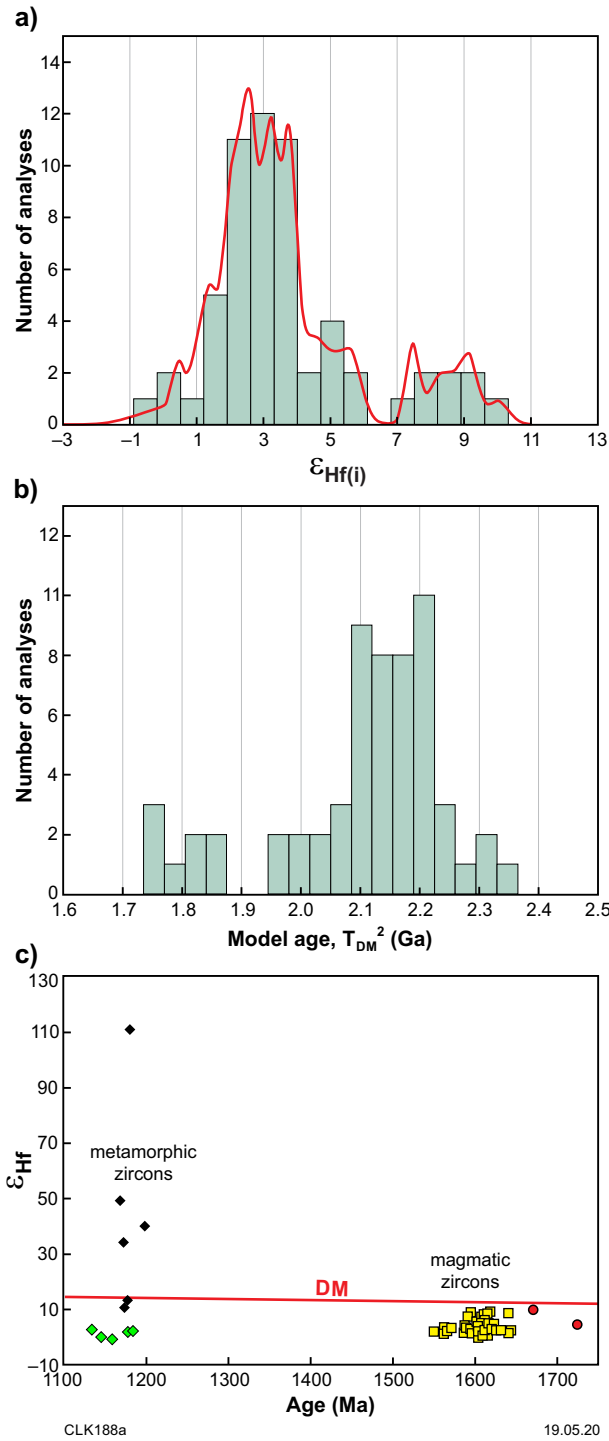 a)
14
12
10
8
6
4
2
0
Number of analyses
–3 –1 1 3 5 7 9 11 13
εHf(i)
b)
12
11
9
8
6
4
2
0
Number of analyses
1.6 1.7 1.8 1.9 2.0 2.1 2.2 2.3 2.4 2.5
Model age, TDM² (Ga)
c)
130
110
90
70
50
30
10
–10
εHf
metamorphic
zircons
magmatic
zircons
DM
1100 1200 1300 1400 1500 1600 1700
Age (Ma)
CLK188a 19.05.20